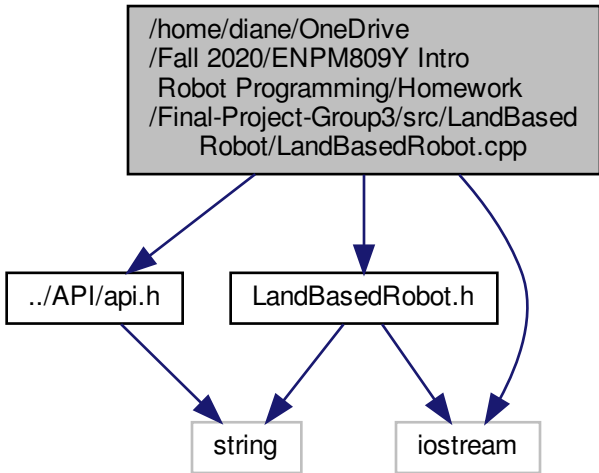 /home/diane/OneDrive
/Fall 2020/ENPM809Y Intro
Robot Programming/Homework
/Final-Project-Group3/src/LandBased
Robot/LandBasedRobot.cpp
../API/api.h
LandBasedRobot.h
string
iostream